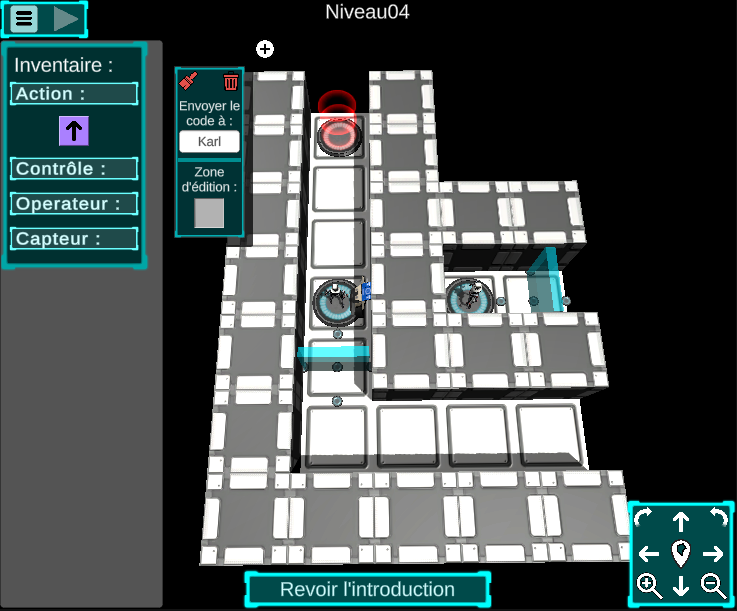 Niveau04
Inventaire :
Action :
Contrôle :
Operateur :
Capteur :
Envoyer le
code à :
Karl
Zone
d'édition :
Revoir l'introduction